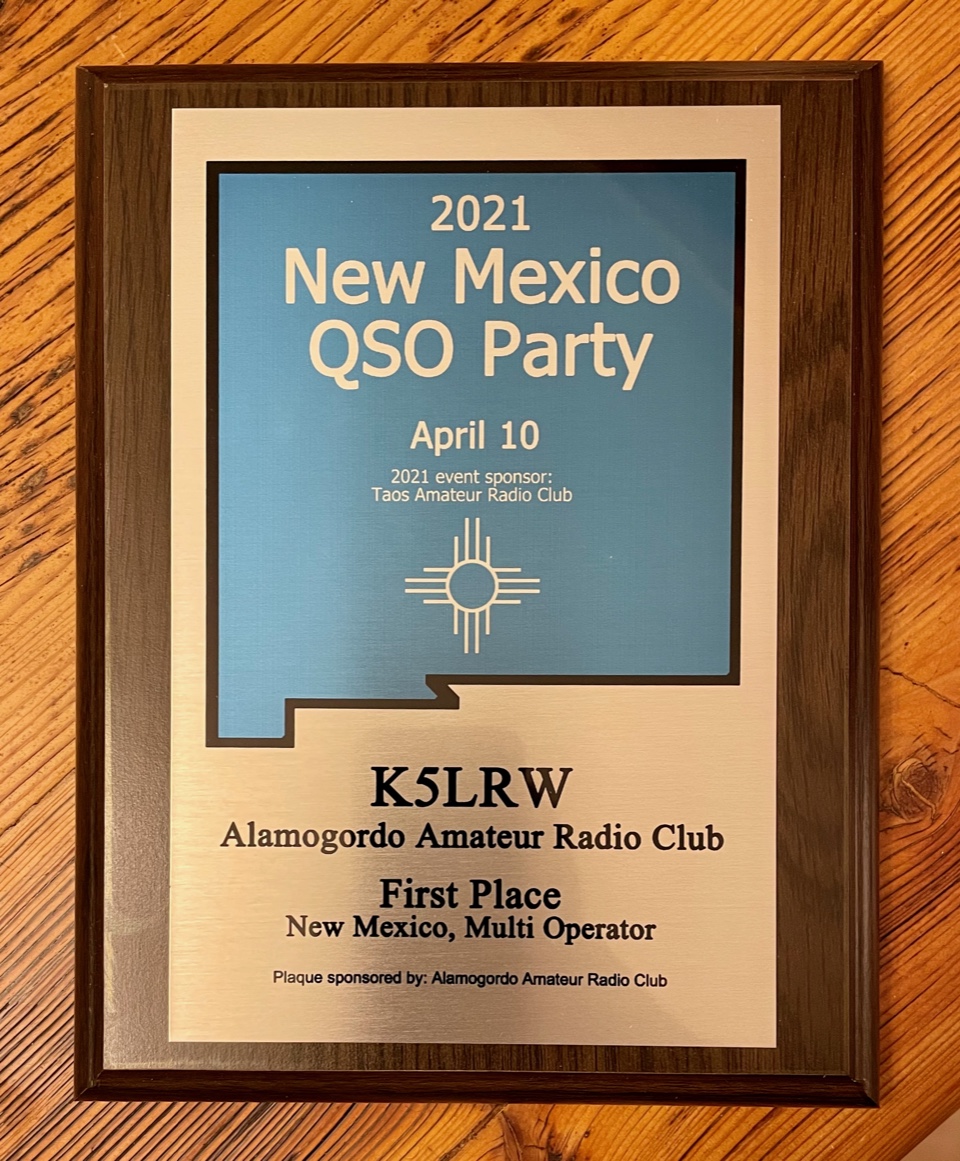 2021
New Mexico
QSO Party
April 10
2021 event sponsor:
Taos Amateur Radio Club
K5LRW
Alamogordo Amateur Radio Club
First Place
New Mexico, Multi Operator
Plaque sponsored by: Alamogordo Amateur Radio Club